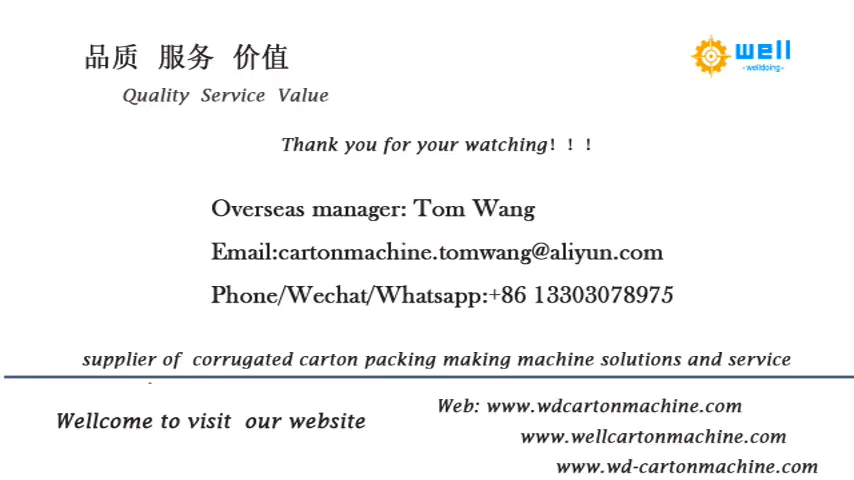 品质 服务 价值
well
-welldoing-
Quality Service Value
Thank you for your watching！！！
Overseas manager: Tom Wang
Email:cartonmachine.tomwang@aliyun.com
Phone/Wechat/Whatsapp:+86 13303078975
supplier of corrugated carton packing making machine solutions and service
Wellcome to visit our website
Web: www.wdcartonmachine.com
www.wellcartonmachine.com
www.wd-cartonmachine.com